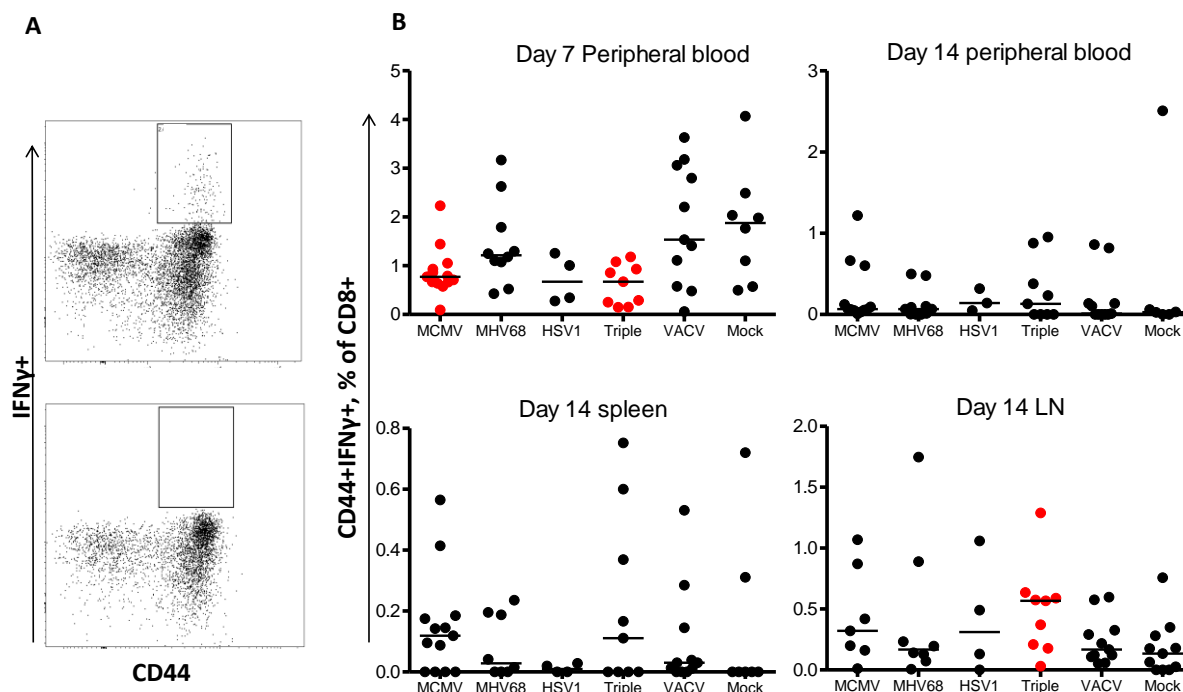 A
IFNγ+
CD44
B
CD44+IFNγ+, % of CD8+
Day 7 Peripheral blood
5
4
3
2
1
0
MCMV MHV68 HSV1 Triple VACV Mock
Day 14 peripheral blood
3
2
1
0
MCMV MHV68 HSV1 Triple VACV Mock
Day 14 spleen
0.8
0.6
0.4
0.2
0.0
MCMV MHV68 HSV1 Triple VACV Mock
Day 14 LN
2.0
1.5
1.0
0.5
0.0
MCMV MHV68 HSV1 Triple VACV Mock